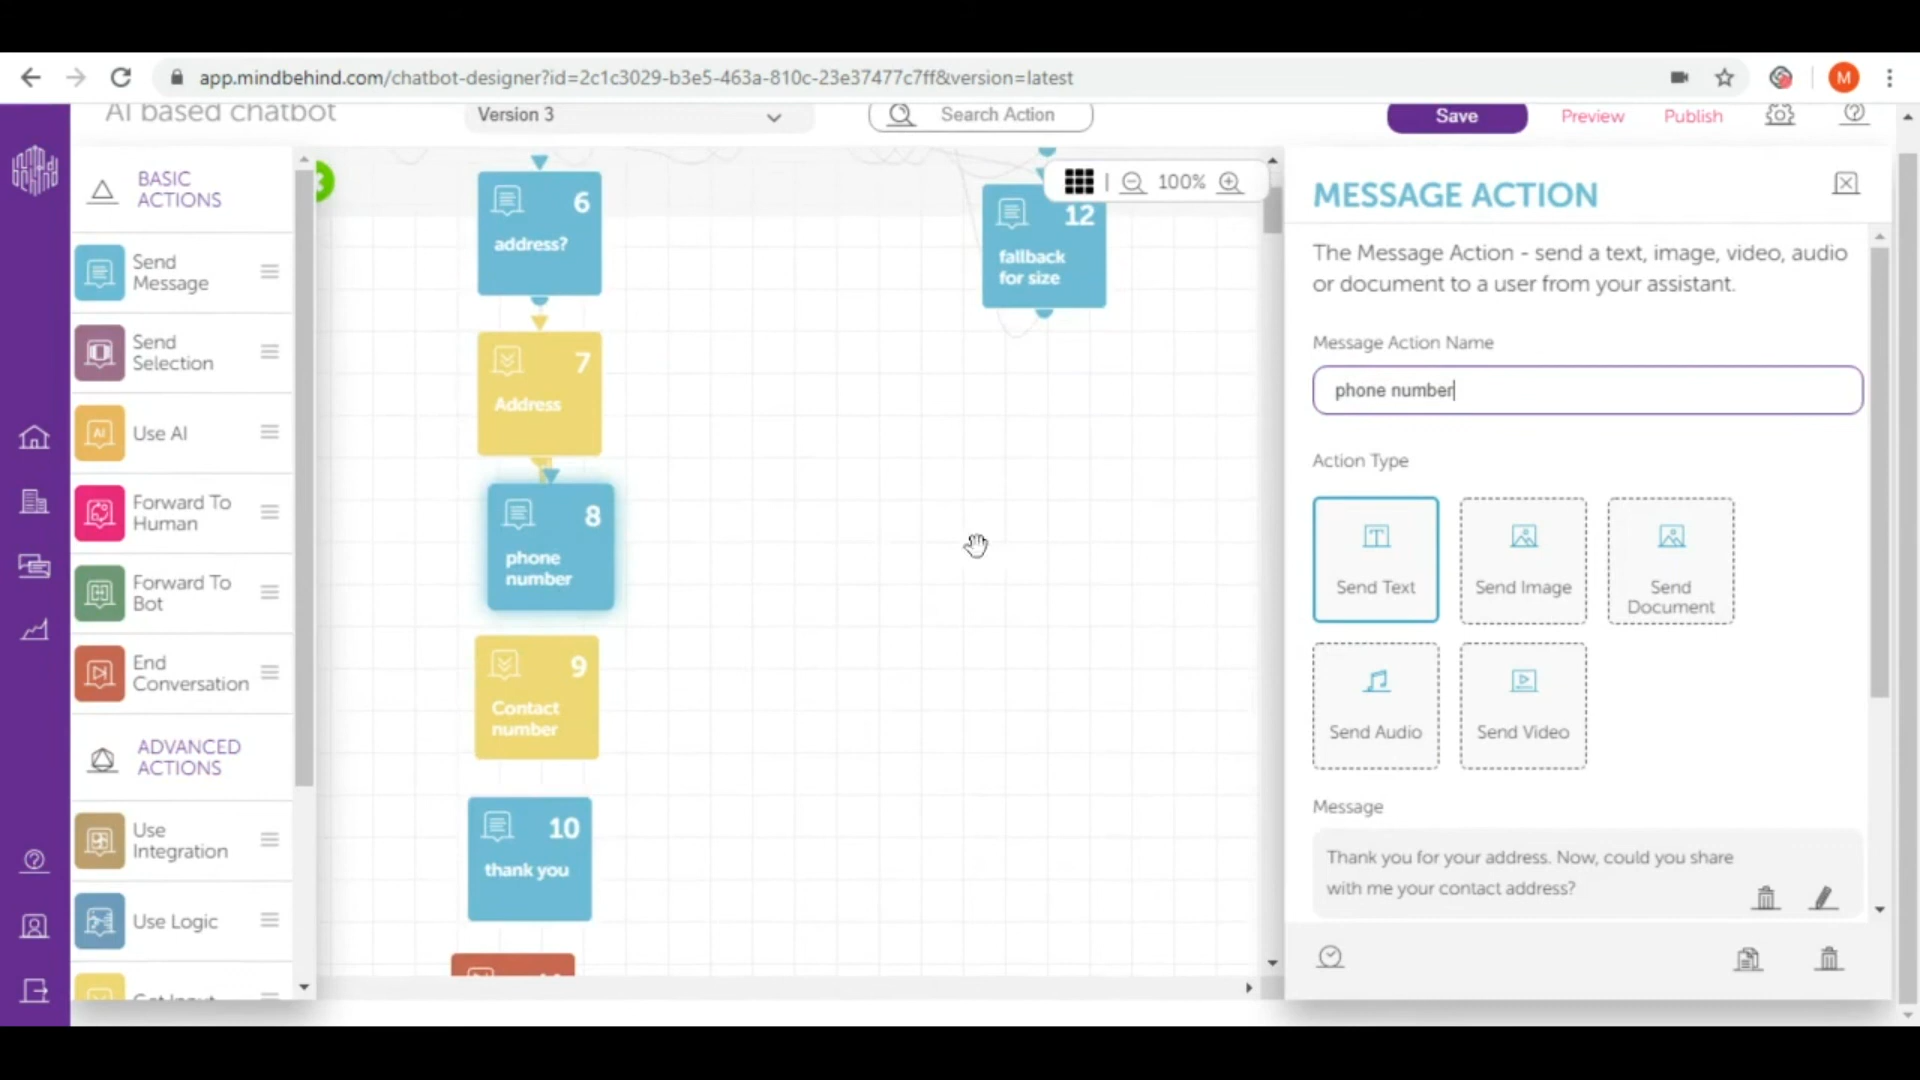 app.mindbehind.com/chatbot-designer?id=2c1c3029-b3e5-463a-810c-23e37477c7ff&version=latest
M
AI based chatbot
Version 3
Search Action
Save
Preview
Publish
mind
behind
BASIC
ACTIONS
Send
Message
Send
Selection
AI
Use AI
Forward To
Human
Forward To
Bot
End
Conversation
ADVANCED
ACTIONS
Use
Integration
Use Logic
6
address?
7
Address
8
phone
number
9
Contact
number
10
thank you
12
fallback
for size
100%
MESSAGE ACTION
The Message Action - send a text, image, video, audio
or document to a user from your assistant.
Message Action Name
phone number
Action Type
Send Text
Send Image
Send
Document
Send Audio
Send Video
Message
Thank you for your address. Now, could you share
with me your contact address?